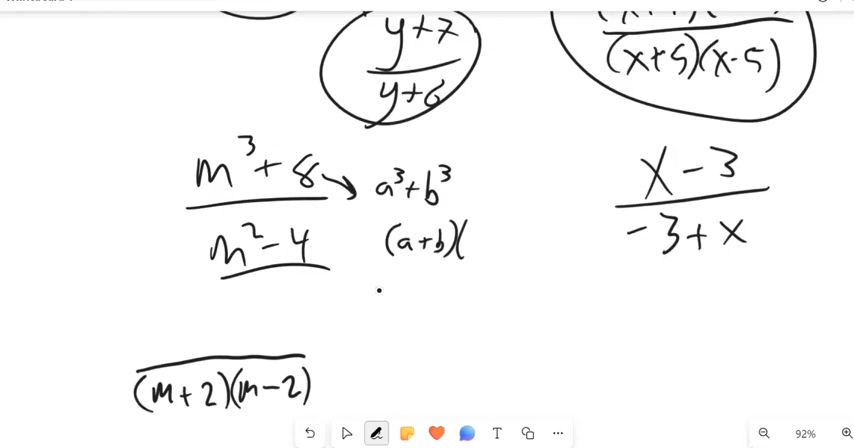 y+7
y+6
(x+5)(x-5)
m³+8
m²-4
a³+b³
(a+b)(
x-3
-3+x
(m+2)(m-2)
T
92%